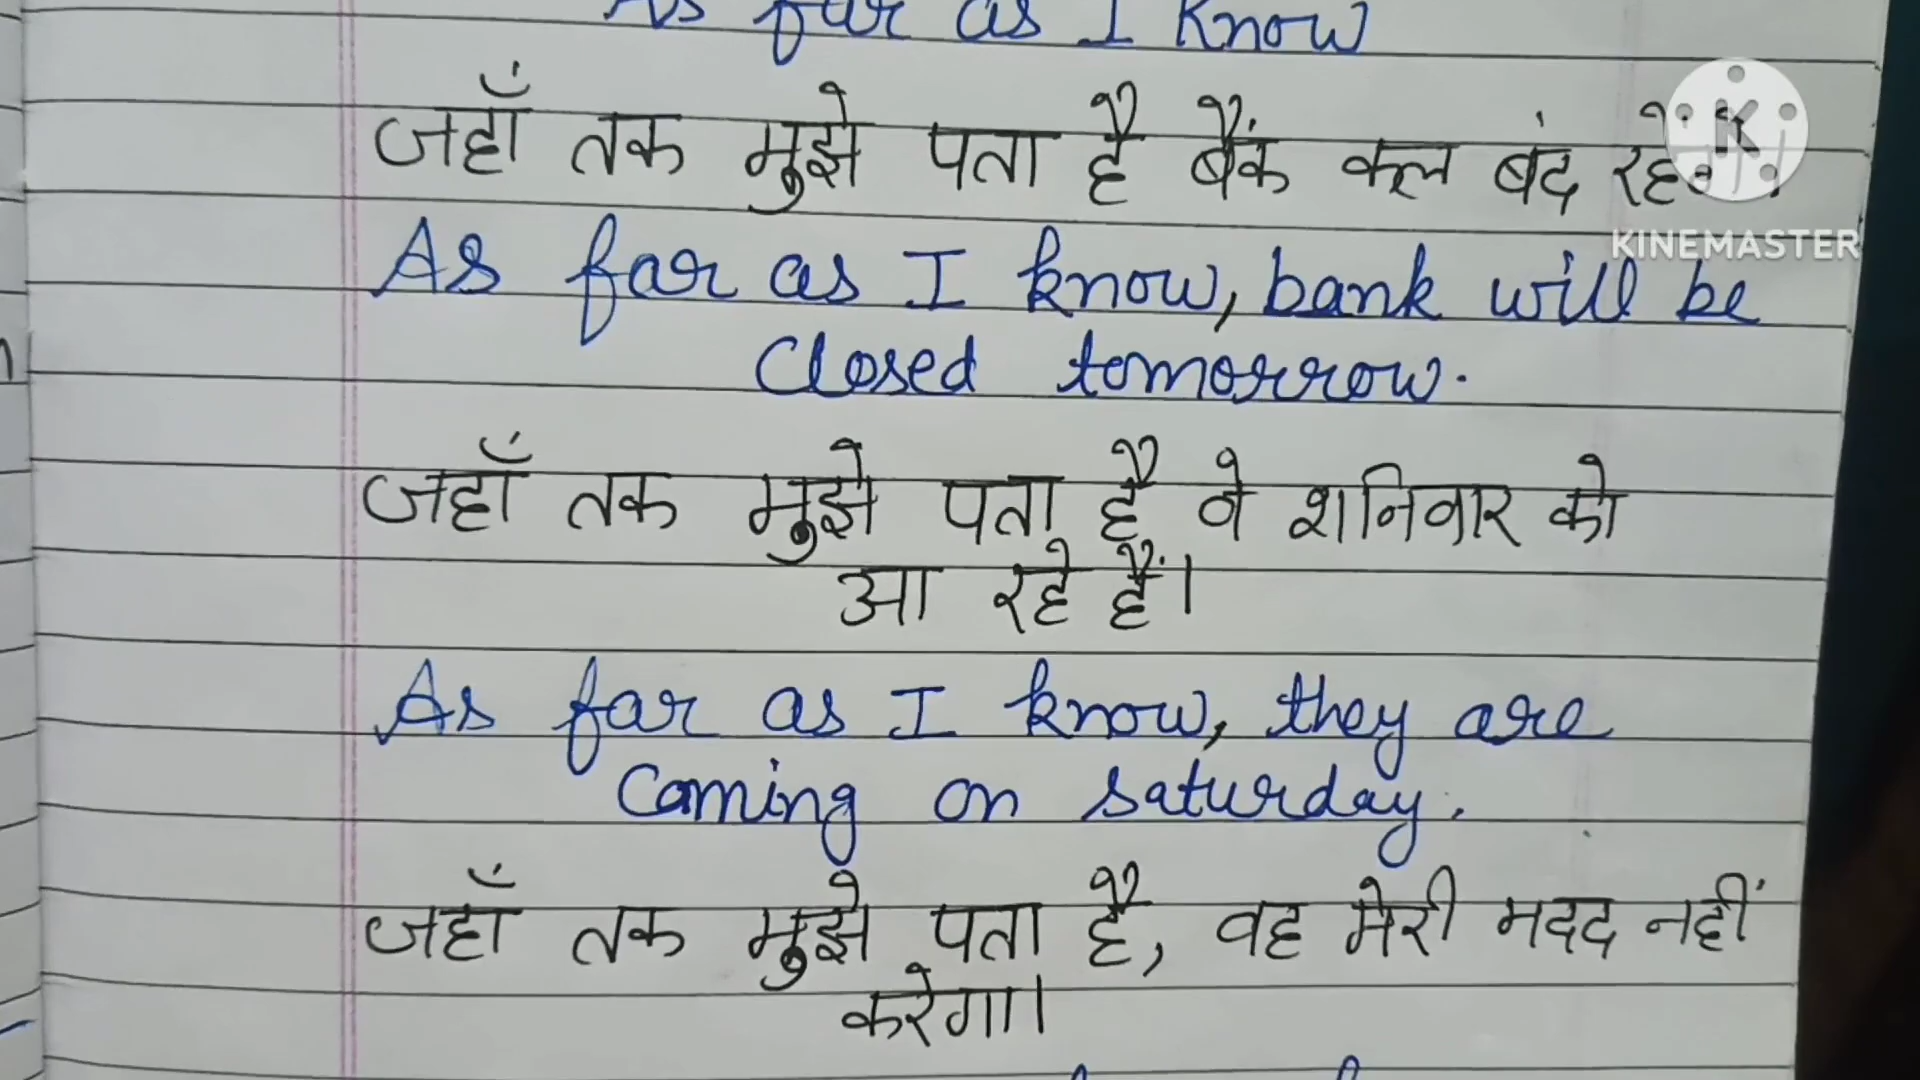 As far as I know
जहाँ तक मुझे पता है बैंक कल बंद
KINEMASTER
As far as I know, bank will be
closed tomorrow.
जहाँ तक मुझे पता है वे शनिवार को
आ रहे हैं।
As far as I know, they are
coming on saturday.
जहाँ तक मुझे पता है, वह मेरी मदद नहीं
करेगा।